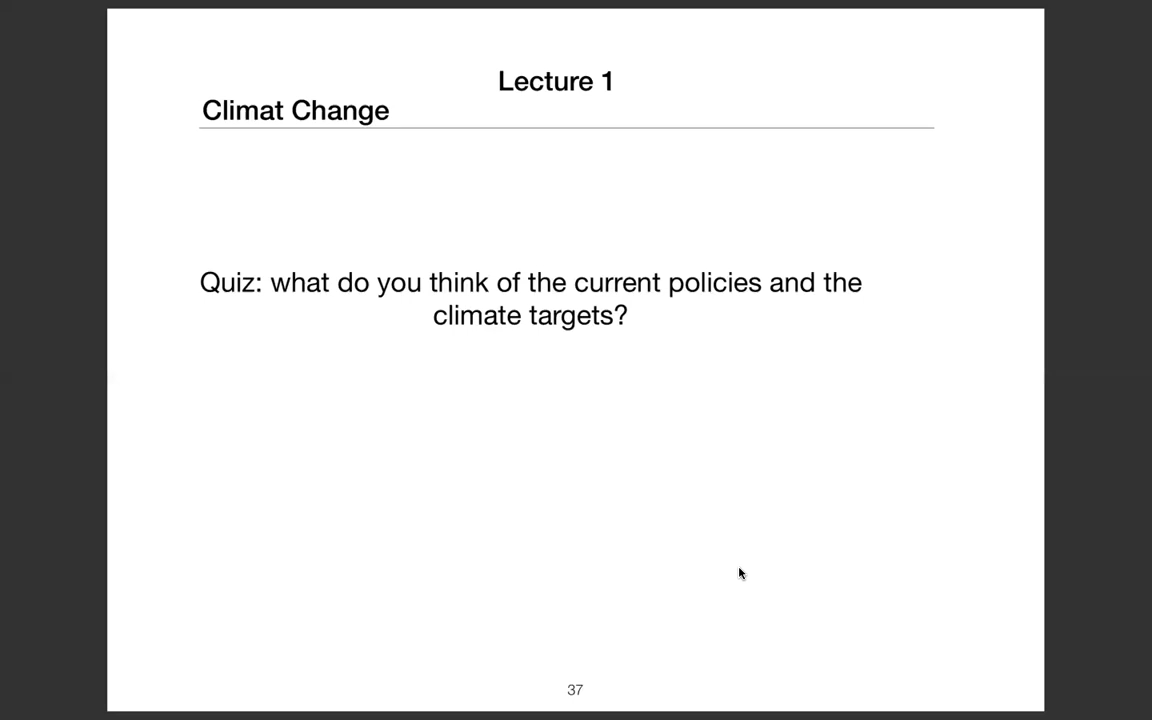 Lecture 1
Climat Change
Quiz: what do you think of the current policies and the
climate targets?
37